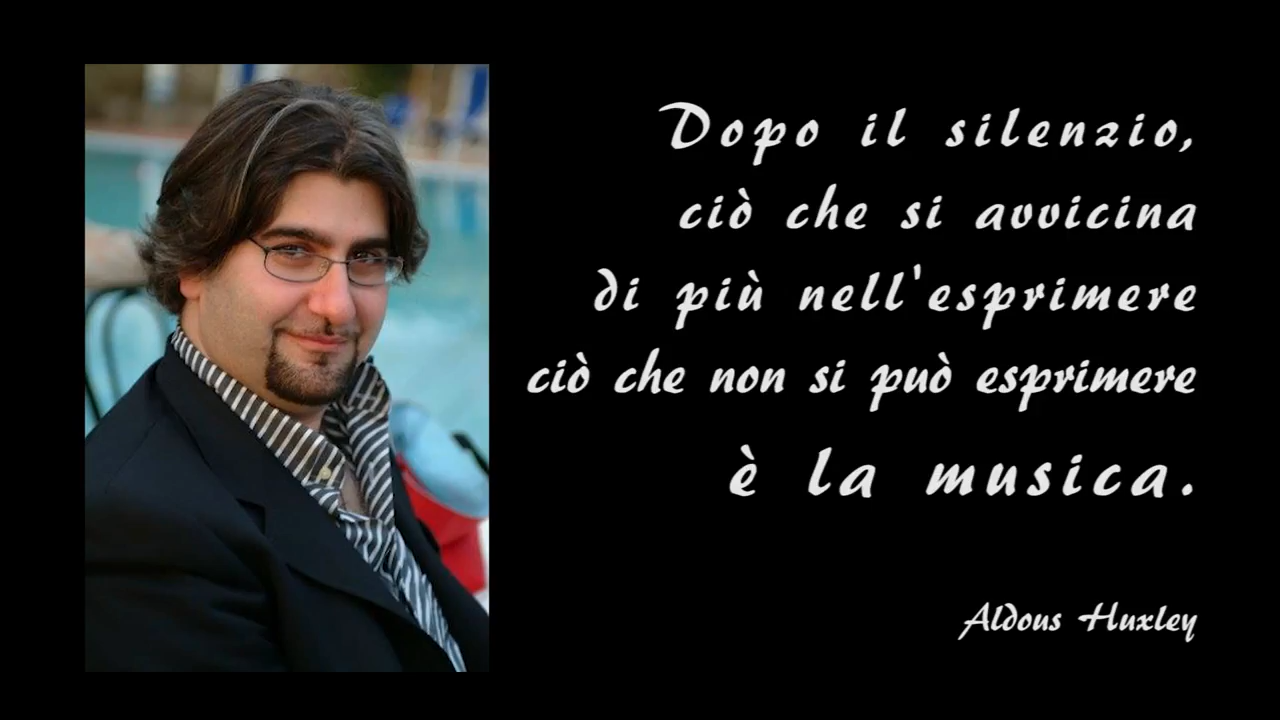 Dopo il silenzio,
ciò che si avvicina
di più nell'esprimere
ciò che non si può esprimere
è la musica.
Aldous Huxley